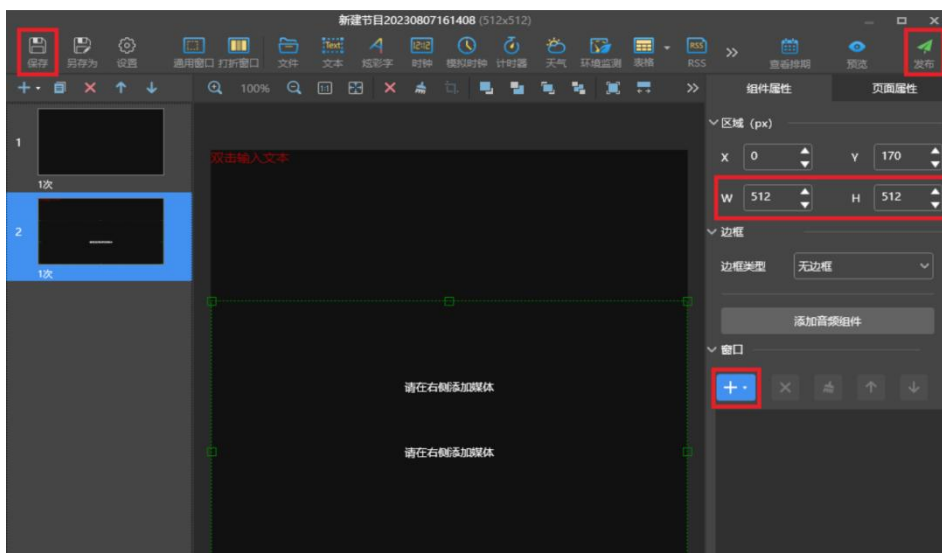 新建节目20230807161408 (512x512)
保存 另存为 设置 通用窗口 打折窗口 文件 文本 炫彩字 时钟 模拟时钟 计时器 天气 环境监测 表格 RSS 查看排期 预览 发布
Text 12:12 RSS
100% 1:1 组件属性 页面属性
1
1次
2
1次
双击输入文本
请在右侧添加媒体
请在右侧添加媒体
区域 (px)
X 0 Y 170
W 512 H 512
边框
边框类型 无边框
添加音频组件
窗口